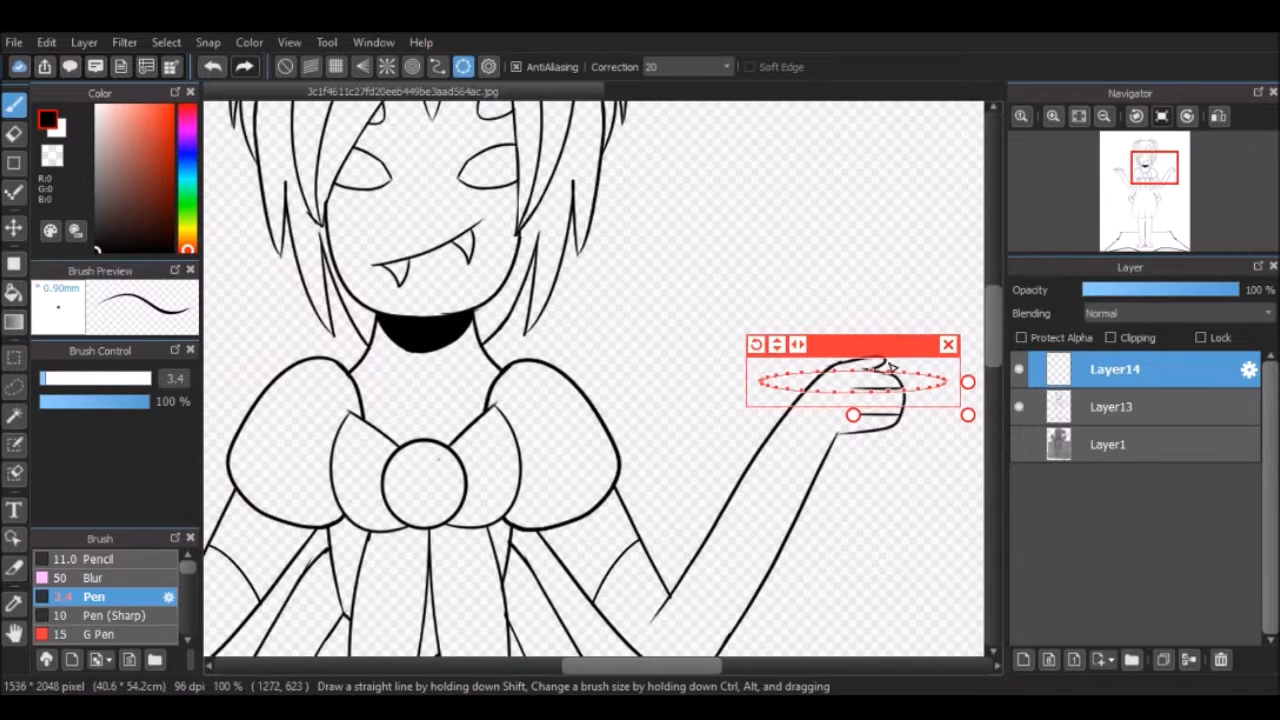 File Edit Layer Filter Select Snap Color View Tool Window Help
AntiAliasing Correction 20 Soft Edge
Color
3c1f4611c27fd20eeb449be3aad564ac.jpg
Navigator
R:0
G:0
B:0
Brush Preview
* 0.90mm
Brush Control
3.4
100 %
Layer
Opacity 100 %
Blending Normal
Protect Alpha Clipping Lock
Layer14
Layer13
Layer1
Brush
11.0 Pencil
50 Blur
3.4 Pen
10 Pen (Sharp)
15 G Pen
1536 * 2048 pixel (40.6 * 54.2cm) 96 dpi 100 % ( 1272, 623 ) Draw a straight line by holding down Shift, Change a brush size by holding down Ctrl, Alt, and dragging